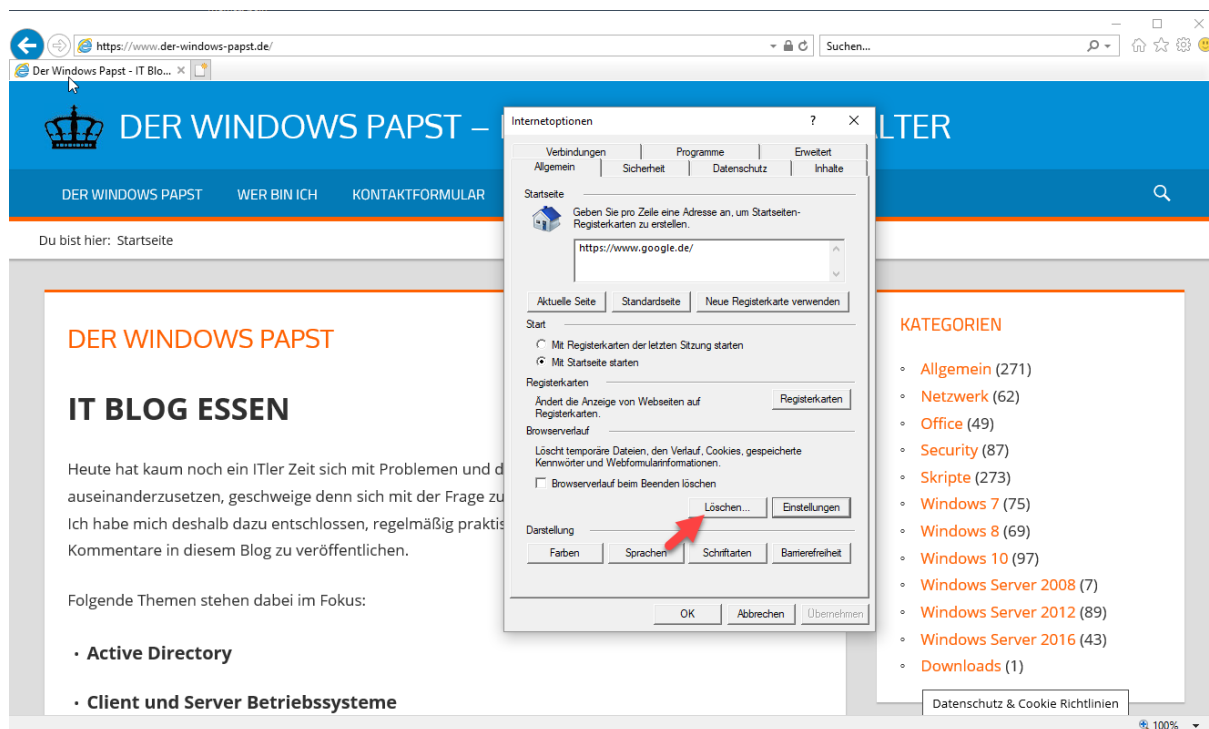 https://www.der-windows-papst.de/
Suchen...
Der Windows Papst - IT Blo...
DER WINDOWS PAPST –
LTER
DER WINDOWS PAPST WER BIN ICH KONTAKTFORMULAR
Du bist hier: Startseite
DER WINDOWS PAPST
IT BLOG ESSEN
Heute hat kaum noch ein ITler Zeit sich mit Problemen und d
auseinanderzusetzen, geschweige denn sich mit der Frage zu
Ich habe mich deshalb dazu entschlossen, regelmäßig praktis
Kommentare in diesem Blog zu veröffentlichen.
Folgende Themen stehen dabei im Fokus:
· Active Directory
· Client und Server Betriebssysteme
Internetoptionen
Verbindungen Programme Erweitert
Allgemein Sicherheit Datenschutz Inhalte
Startseite
Geben Sie pro Zeile eine Adresse an, um Startseiten-
Registerkarten zu erstellen.
https://www.google.de/
Aktuelle Seite Standardseite Neue Registerkarte verwenden
Start
Mit Registerkarten der letzten Sitzung starten
Mit Startseite starten
Registerkarten
Ändert die Anzeige von Webseiten auf
Registerkarten.
Registerkarten
Browserverlauf
Löscht temporäre Dateien, den Verlauf, Cookies, gespeicherte
Kennwörter und Webformularinformationen.
Browserverlauf beim Beenden löschen
Löschen... Einstellungen
Darstellung
Farben Sprachen Schriftarten Barrierefreiheit
OK Abbrechen Übernehmen
KATEGORIEN
Allgemein (271)
Netzwerk (62)
Office (49)
Security (87)
Skripte (273)
Windows 7 (75)
Windows 8 (69)
Windows 10 (97)
Windows Server 2008 (7)
Windows Server 2012 (89)
Windows Server 2016 (43)
Downloads (1)
Datenschutz & Cookie Richtlinien
100%